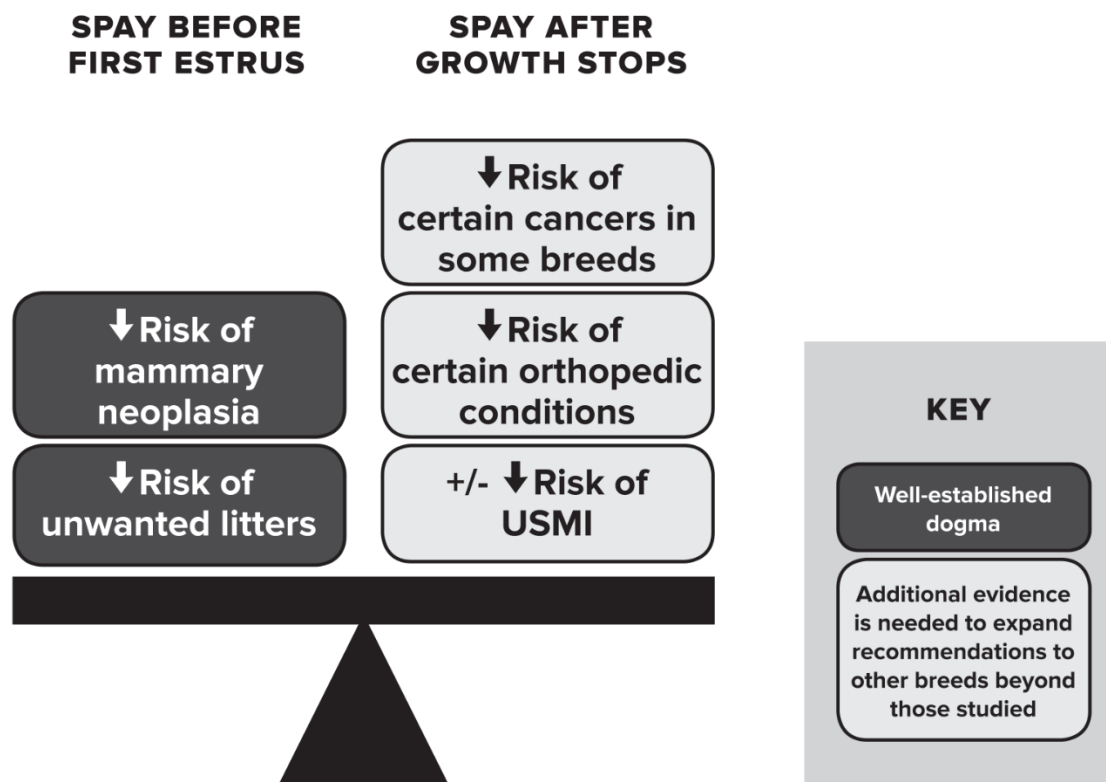 SPAY BEFORE
FIRST ESTRUS
SPAY AFTER
GROWTH STOPS
↓ Risk of
certain cancers in
some breeds
↓ Risk of
mammary
neoplasia
↓ Risk of
certain orthopedic
conditions
↓ Risk of
unwanted litters
+/- ↓ Risk of
USMI
KEY
Well-established
dogma
Additional evidence
is needed to expand
recommendations to
other breeds beyond
those studied